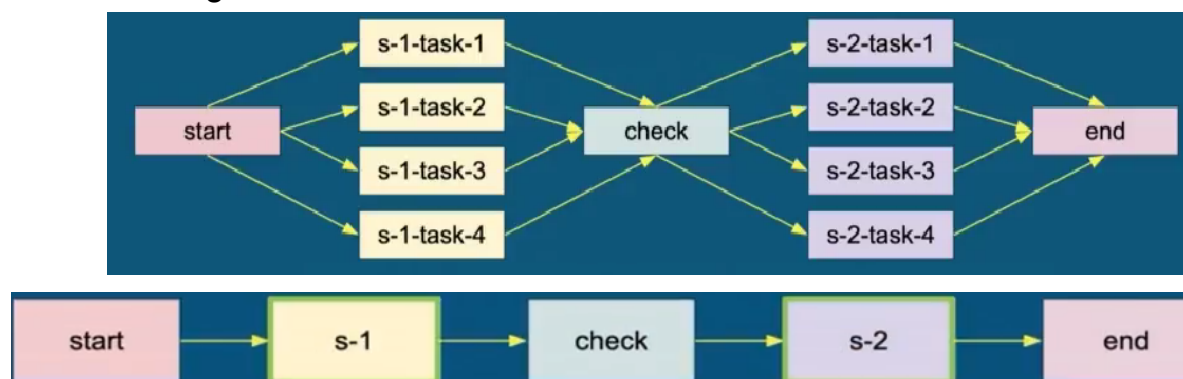 s-1-task-1
s-2-task-1
s-1-task-2
s-2-task-2
start
check
end
s-1-task-3
s-2-task-3
s-1-task-4
s-2-task-4
start
s-1
check
s-2
end